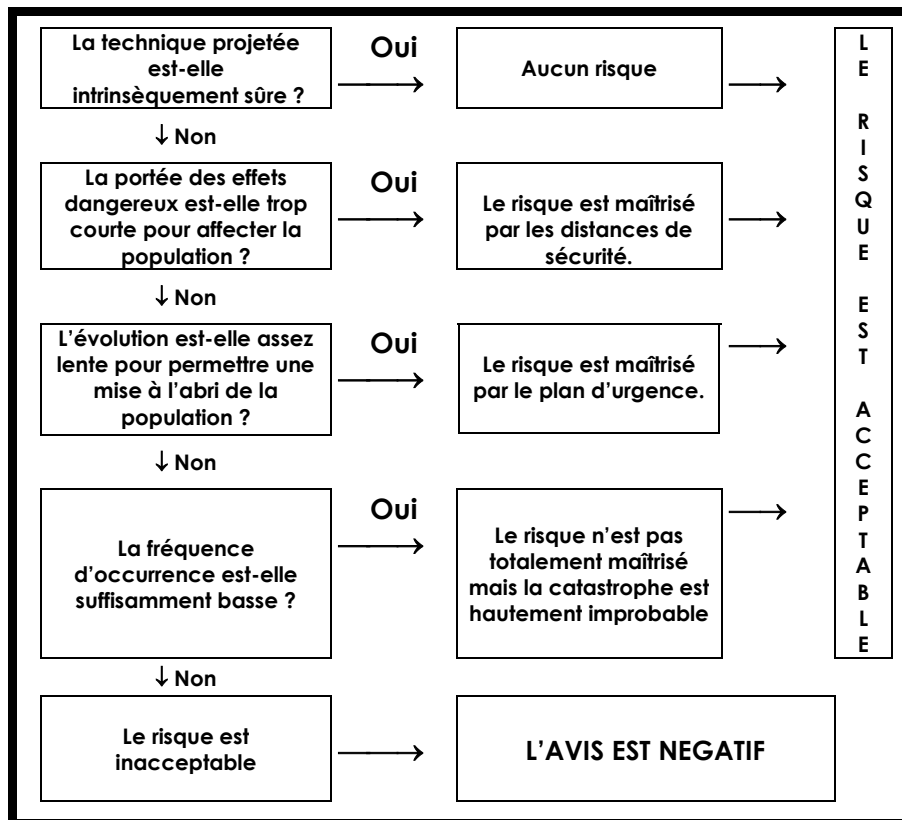 La technique projetée
est-elle
intrinsèquement sûre ?
Oui
→
Aucun risque
→
↓ Non
La portée des effets
dangereux est-elle trop
courte pour affecter la
population ?
Oui
→
Le risque est maîtrisé
par les distances de
sécurité.
→
↓ Non
L’évolution est-elle assez
lente pour permettre une
mise à l’abri de la
population ?
Oui
→
Le risque est maîtrisé
par le plan d’urgence.
→
↓ Non
La fréquence
d’occurrence est-elle
suffisamment basse ?
Oui
→
Le risque n’est pas
totalement maîtrisé
mais la catastrophe est
hautement improbable
→
↓ Non
Le risque est
inacceptable
→
L’AVIS EST NEGATIF
L
E
R
I
S
Q
U
E
E
S
T
A
C
C
E
P
T
A
B
L
E